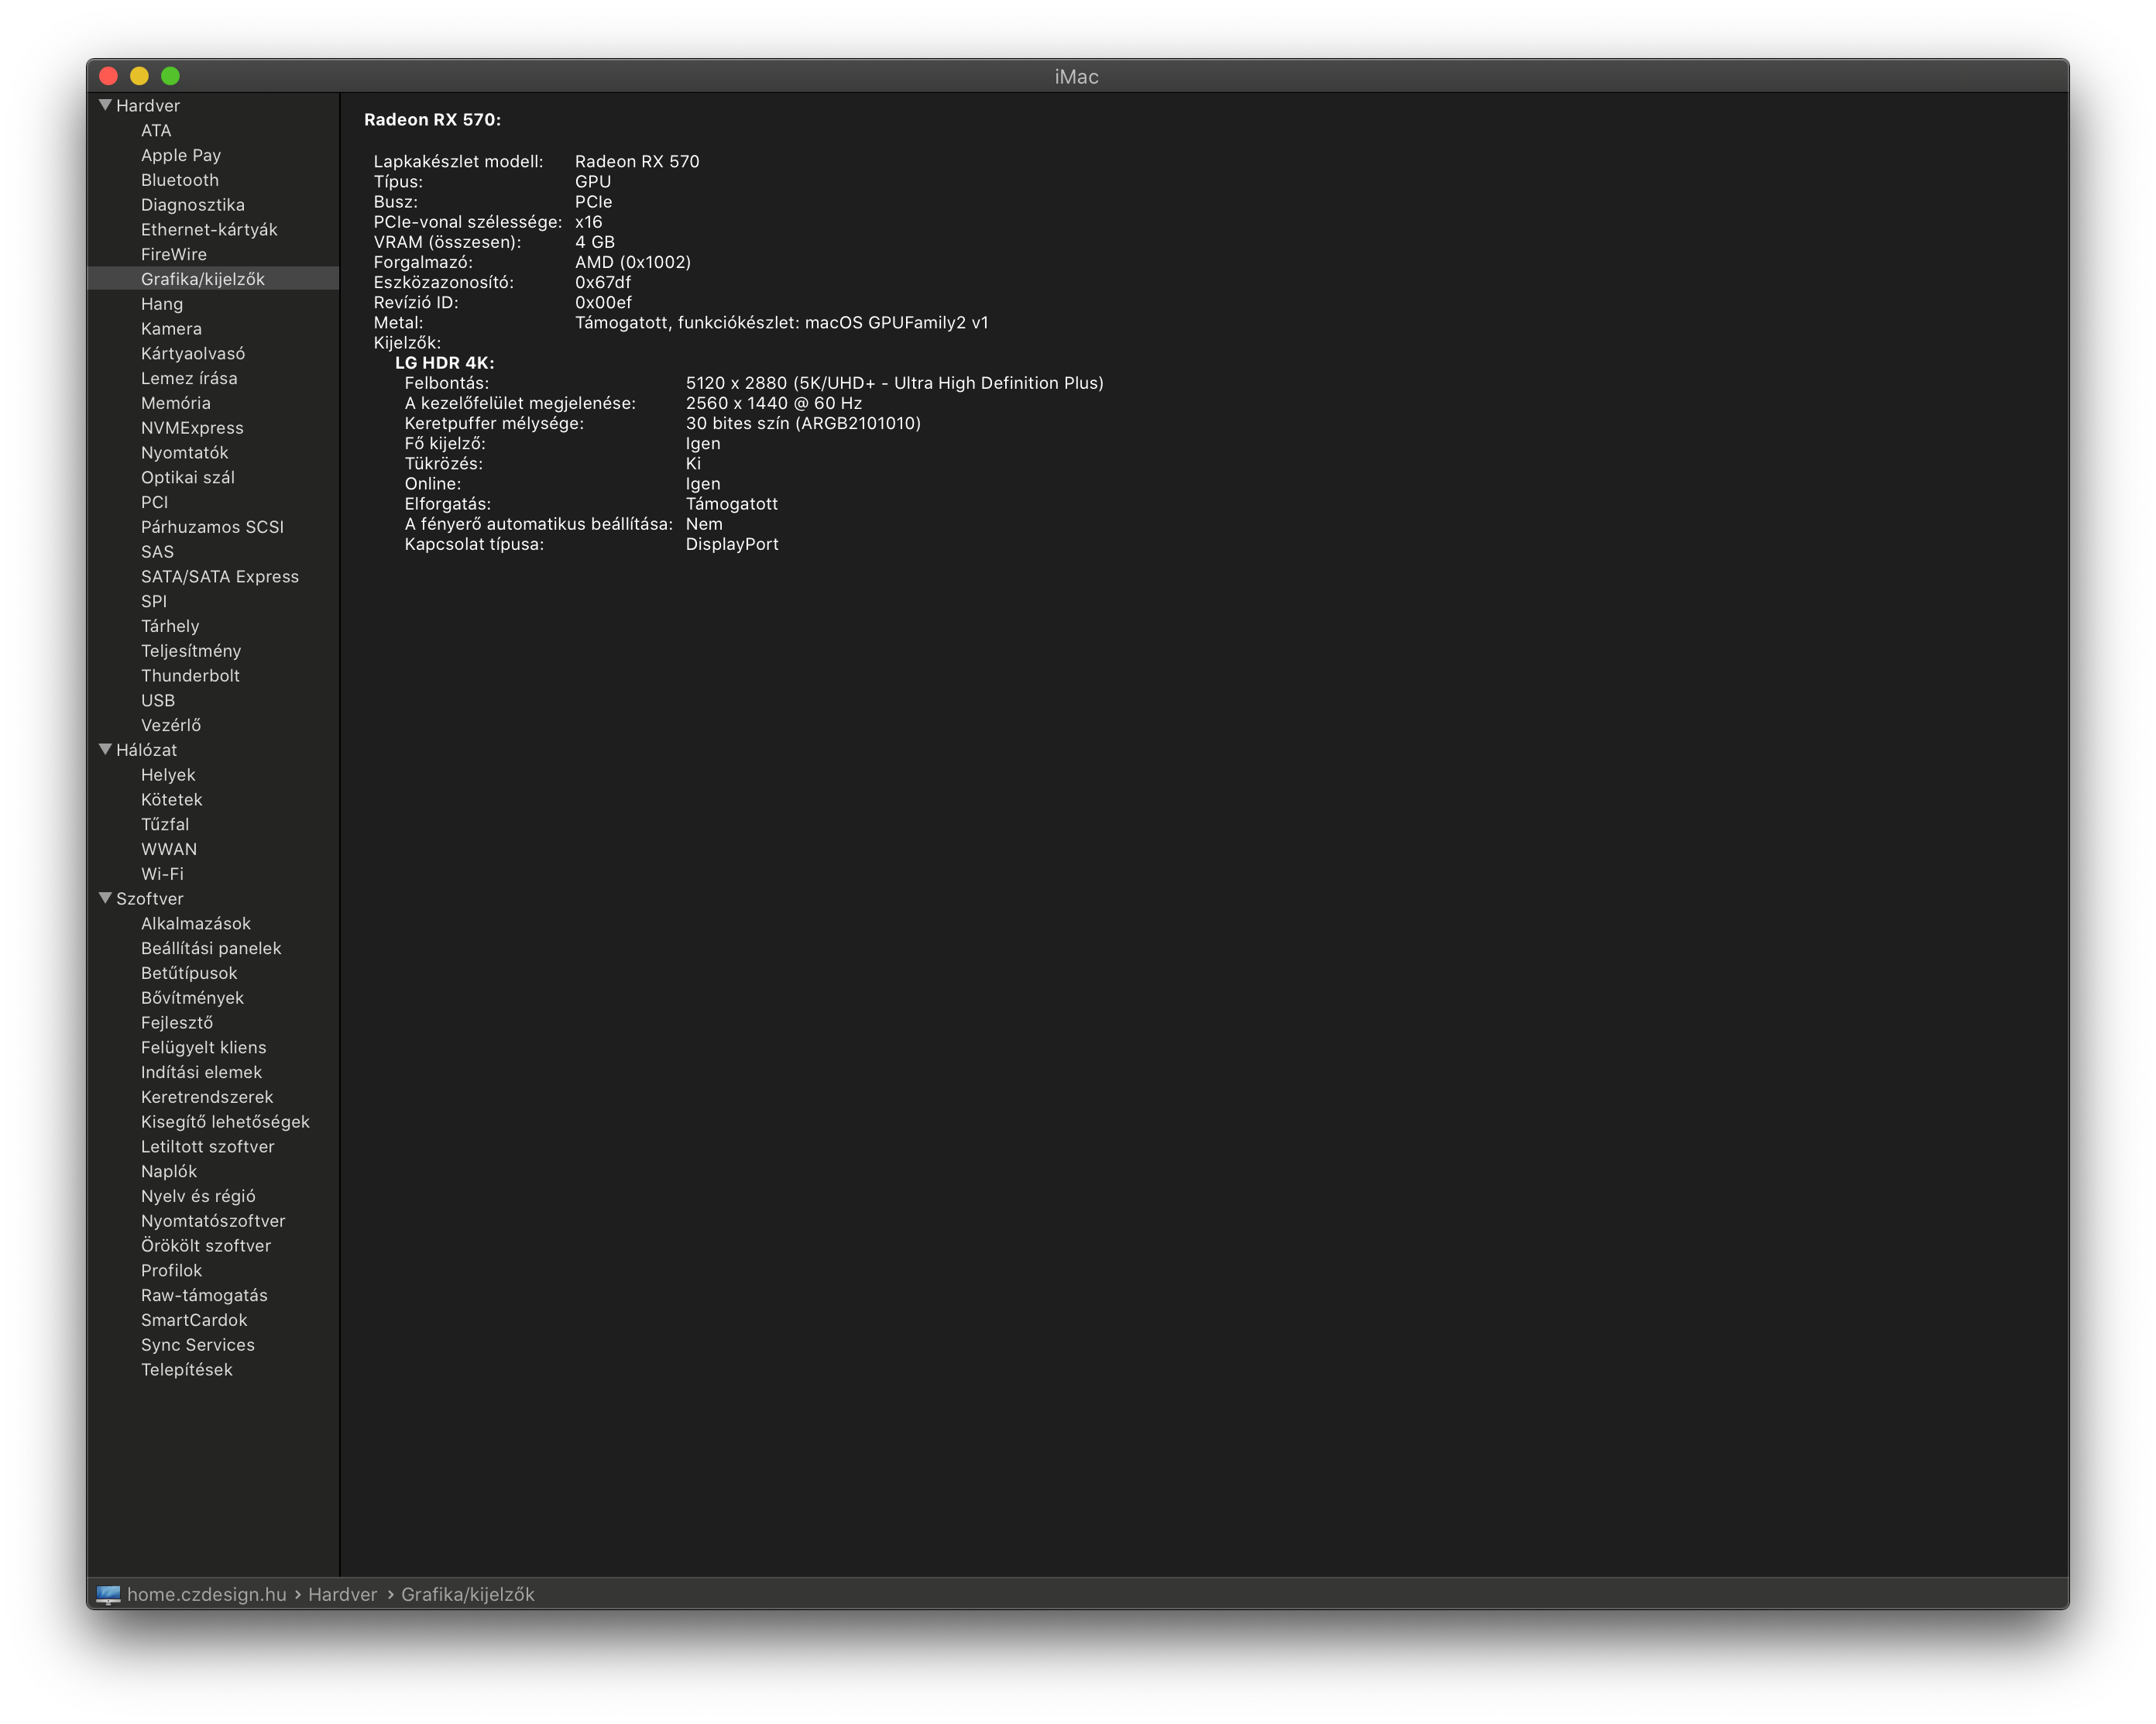 iMac
Hardver
ATA
Apple Pay
Bluetooth
Diagnosztika
Ethernet-kártyák
FireWire
Grafika/kijelzők
Hang
Kamera
Kártyaolvasó
Lemez írása
Memória
NVMExpress
Nyomtatók
Optikai szál
PCI
Párhuzamos SCSI
SAS
SATA/SATA Express
SPI
Tárhely
Teljesítmény
Thunderbolt
USB
Vezérlő
Hálózat
Helyek
Kötetek
Tűzfal
WWAN
Wi-Fi
Szoftver
Alkalmazások
Beállítási panelek
Betűtípusok
Bővítmények
Fejlesztő
Felügyelt kliens
Indítási elemek
Keretrendszerek
Kisegítő lehetőségek
Letiltott szoftver
Naplók
Nyelv és régió
Nyomtatószoftver
Örökölt szoftver
Profilok
Raw-támogatás
SmartCardok
Sync Services
Telepítések
Radeon RX 570:
Lapkakészlet modell: Radeon RX 570
Típus: GPU
Busz: PCIe
PCIe-vonal szélessége: x16
VRAM (összesen): 4 GB
Forgalmazó: AMD (0x1002)
Eszközazonosító: 0x67df
Revízió ID: 0x00ef
Metal: Támogatott, funkciókészlet: macOS GPUFamily2 v1
Kijelzők:
LG HDR 4K:
Felbontás: 5120 x 2880 (5K/UHD+ - Ultra High Definition Plus)
A kezelőfelület megjelenése: 2560 x 1440 @ 60 Hz
Keretpuffer mélysége: 30 bites szín (ARGB2101010)
Fő kijelző: Igen
Tükrözés: Ki
Online: Igen
Elforgatás: Támogatott
A fényerő automatikus beállítása: Nem
Kapcsolat típusa: DisplayPort
home.czdesign.hu › Hardver › Grafika/kijelzők